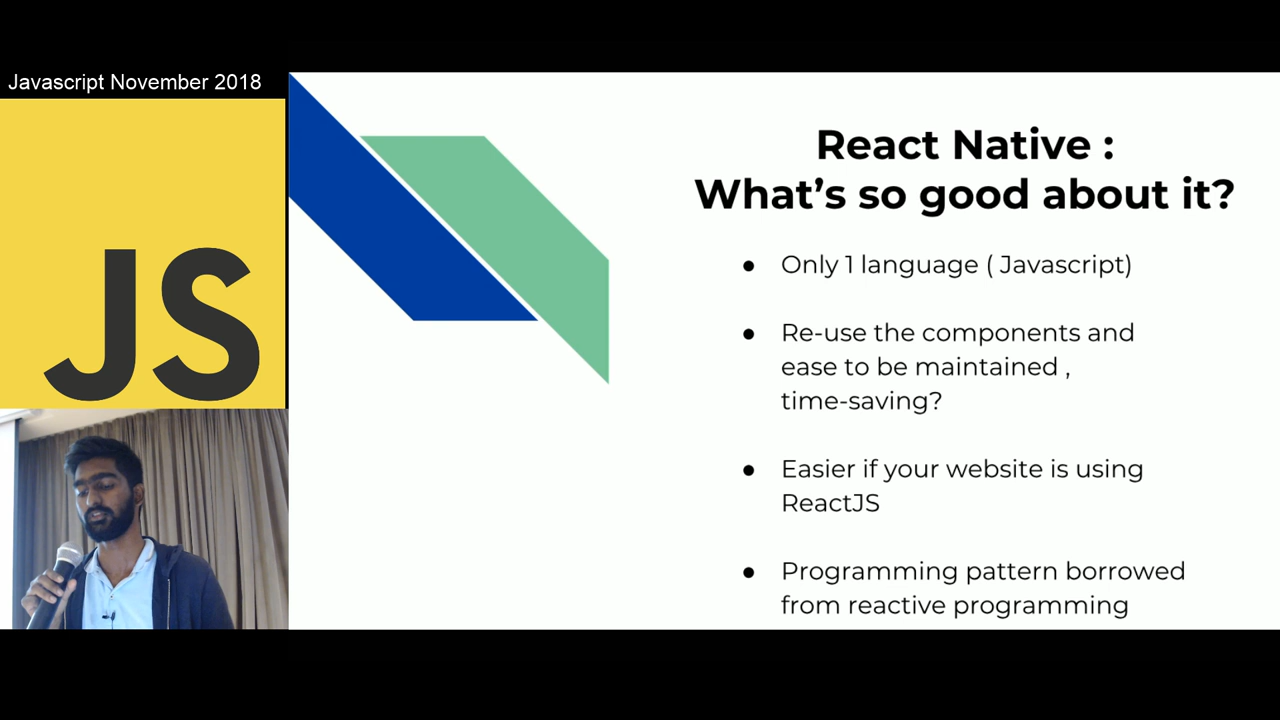 Javascript November 2018
JS
React Native :
What's so good about it?
● Only 1 language ( Javascript)
● Re-use the components and
ease to be maintained ,
time-saving?
● Easier if your website is using
ReactJS
● Programming pattern borrowed
from reactive programming